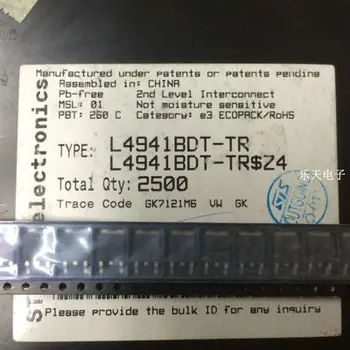 Manufactured under patents or patents pending
Assembled in: CHINA
Pb-free 2nd Level Interconnect
MSL: 01 Not moisture sensitive
PBT: 260 C Category: e3 ECOPACK/RoHS
TYPE: L4941BDT-TR
L4941BDT-TR$Z4
Total Qty: 2500
Trace Code GK7121M6 VW GK
Please provide the bulk ID for any inquiry
electronics
乐天电子